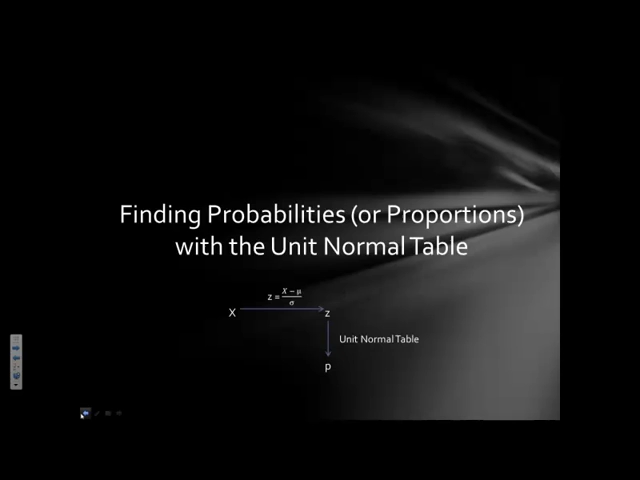 Finding Probabilities (or Proportions)
with the Unit Normal Table
z = (X − μ)/σ
X z
Unit Normal Table
p